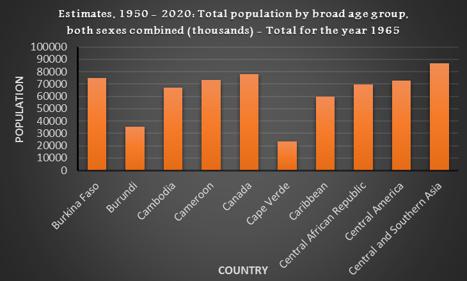 Estimates, 1950 - 2020: Total population by broad age group,
both sexes combined (thousands) - Total for the year 1965
100000
90000
80000
70000
60000
50000
40000
30000
20000
10000
0
POPULATION
Burkina Faso
Burundi
Cambodia
Cameroon
Canada
Cape Verde
Caribbean
Central African Republic
Central America
Central and Southern Asia
COUNTRY